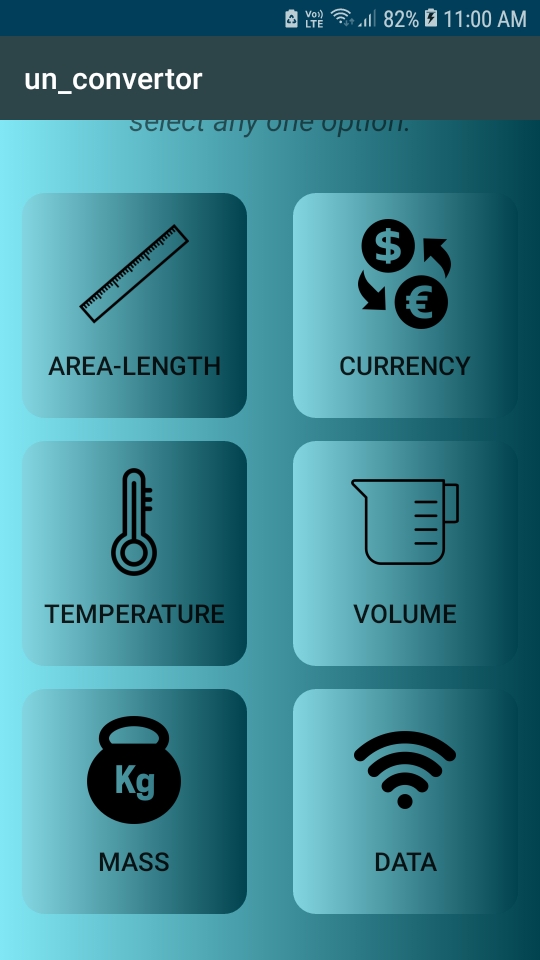 Vo))
LTE
82%
11:00 AM
un_convertor
select any one option.
$
€
AREA-LENGTH
CURRENCY
TEMPERATURE
VOLUME
Kg
MASS
DATA